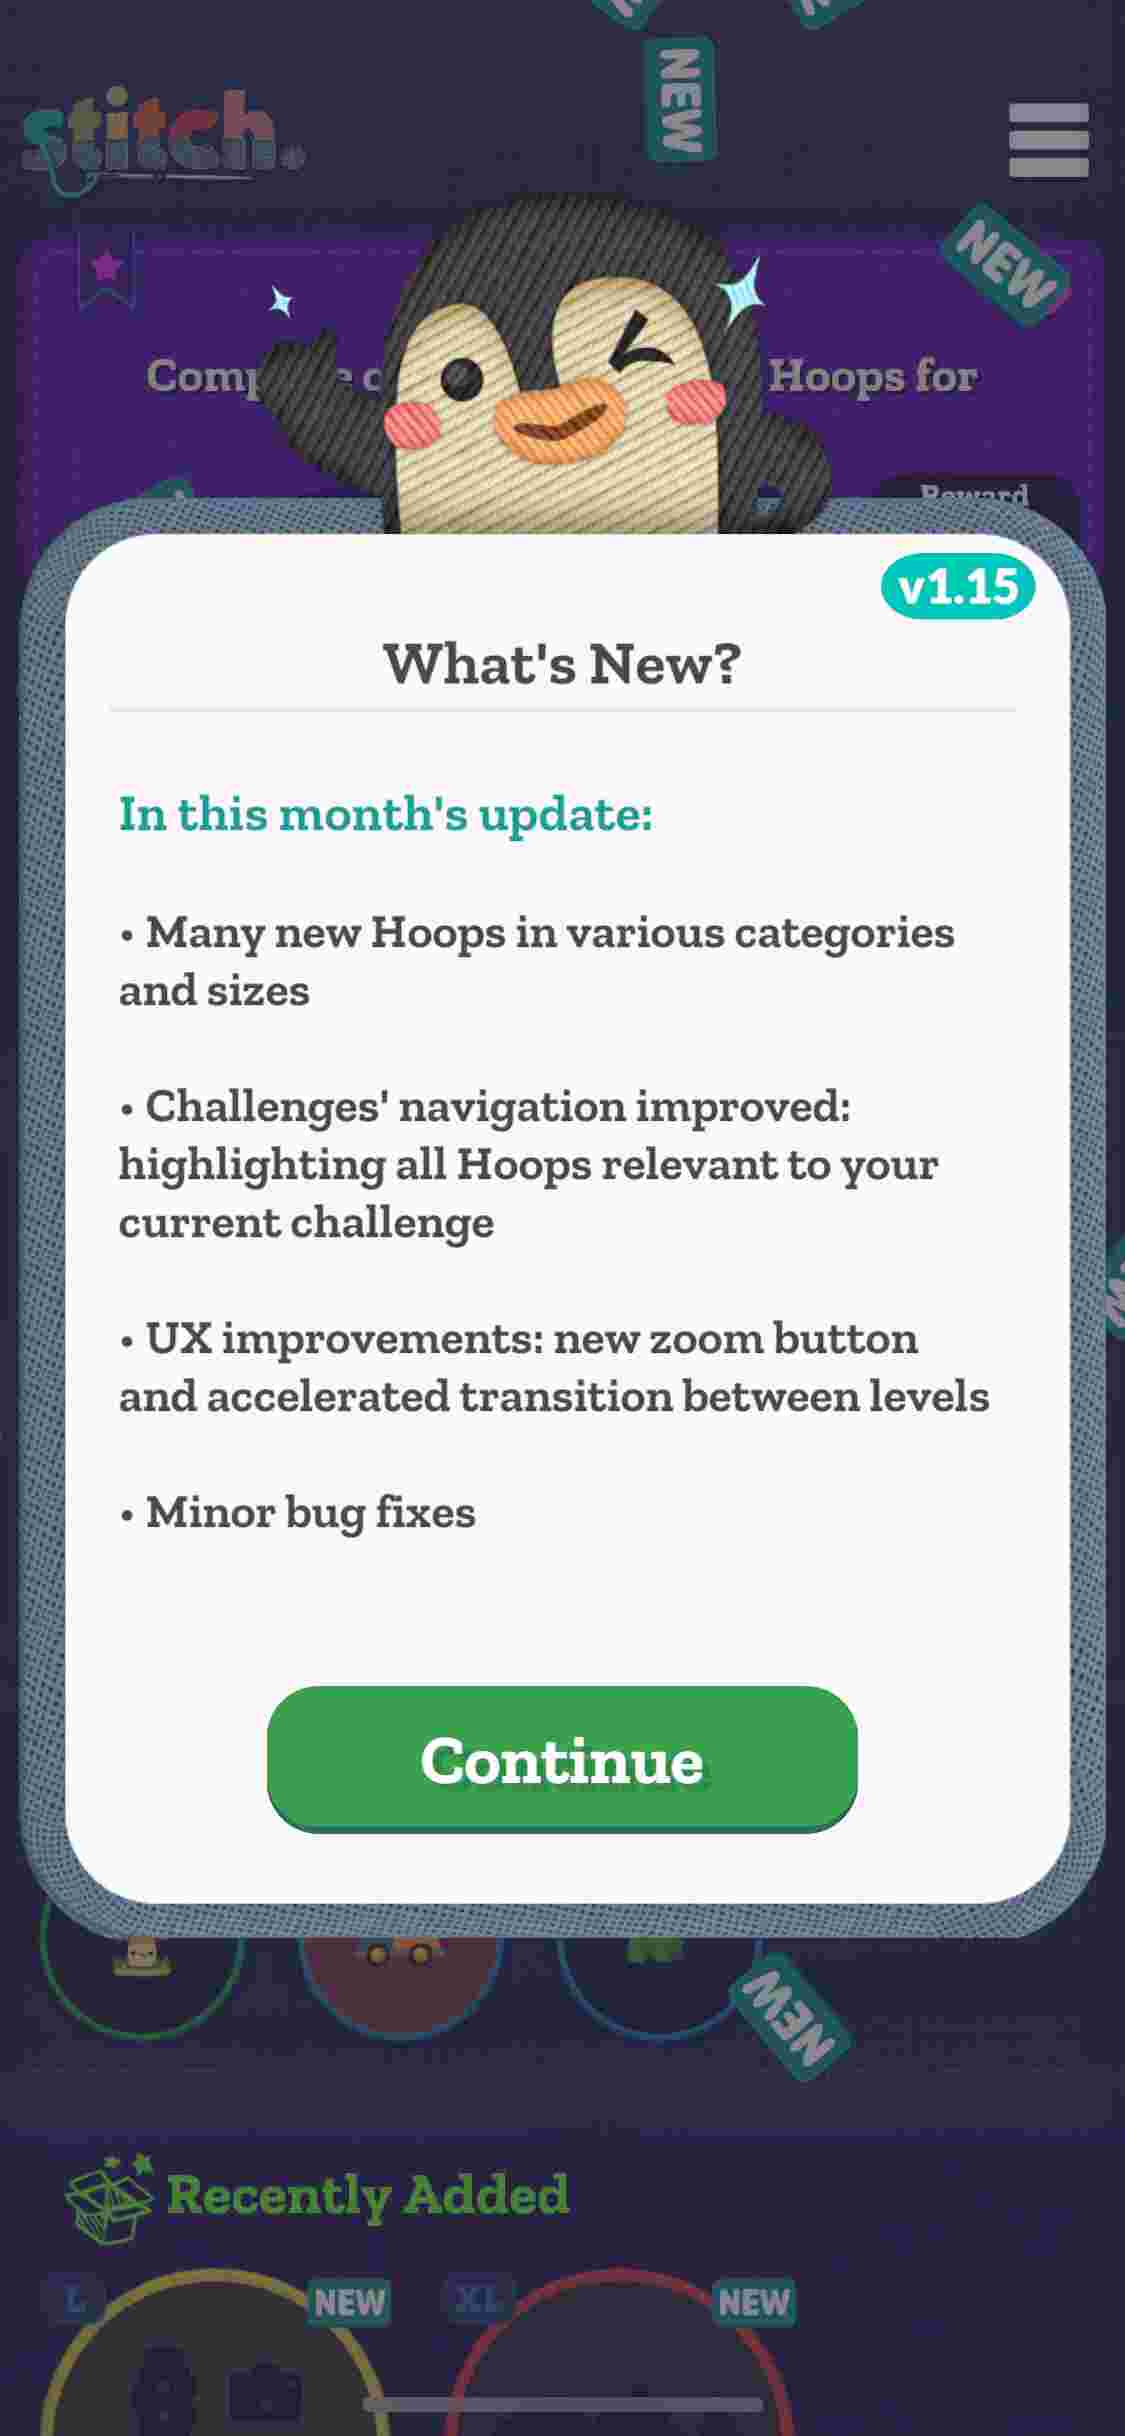 NEW
stitch.
NEW
Hoops for
Reward
v1.15
What's New?
In this month's update:
• Many new Hoops in various categories
and sizes
• Challenges' navigation improved:
highlighting all Hoops relevant to your
current challenge
• UX improvements: new zoom button
and accelerated transition between levels
• Minor bug fixes
Continue
NEW
Recently Added
L NEW XL NEW